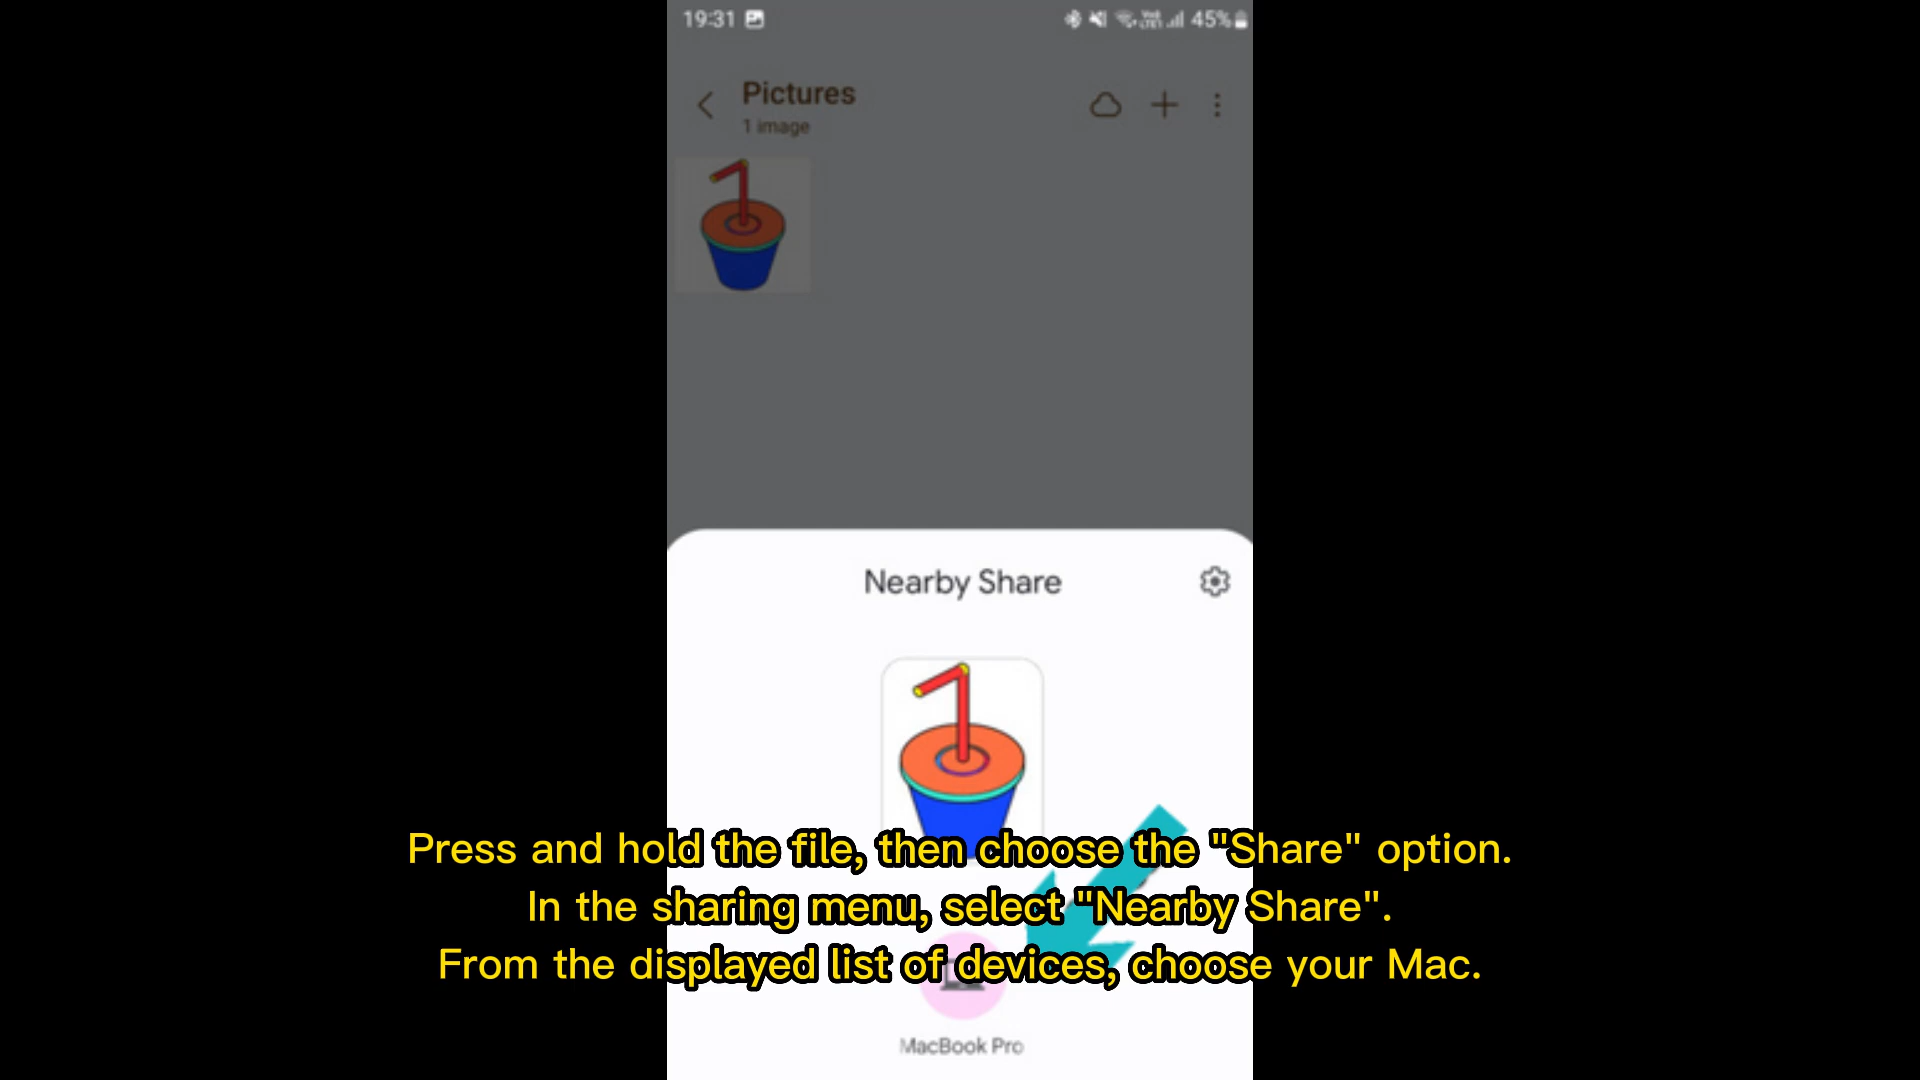 19:31
45%
Pictures
1 image
Nearby Share
Press and hold the file, then choose the "Share" option.
In the sharing menu, select "Nearby Share".
From the displayed list of devices, choose your Mac.
MacBook Pro